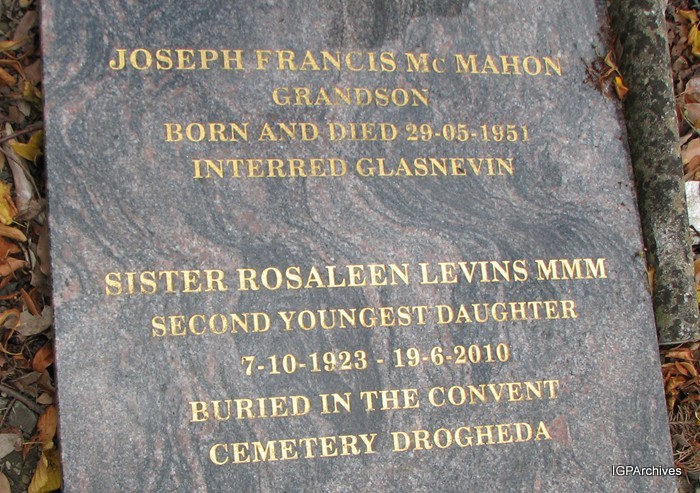 JOSEPH FRANCIS Mc MAHON
GRANDSON
BORN AND DIED 29-05-1951
INTERRED GLASNEVIN
SISTER ROSALEEN LEVINS MMM
SECOND YOUNGEST DAUGHTER
7-10-1923 - 19-6-2010
BURIED IN THE CONVENT
CEMETERY DROGHEDA
IGPArchives